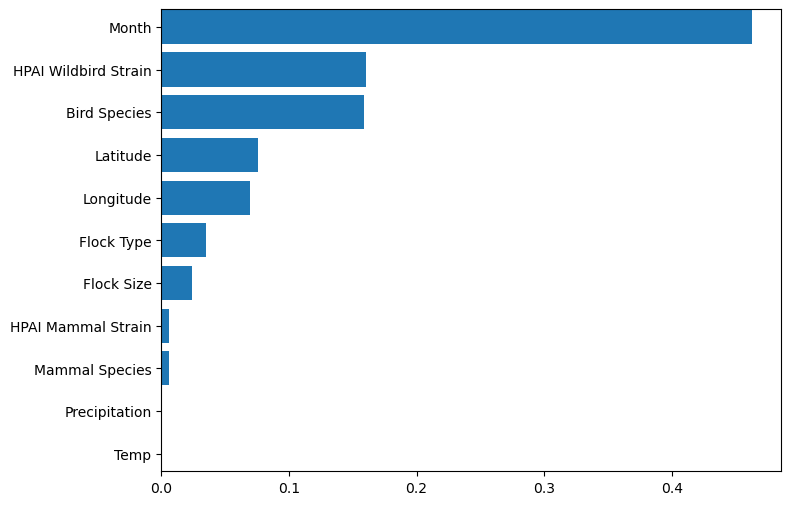 Month
HPAI Wildbird Strain
Bird Species
Latitude
Longitude
Flock Type
Flock Size
HPAI Mammal Strain
Mammal Species
Precipitation
Temp
0.0 0.1 0.2 0.3 0.4